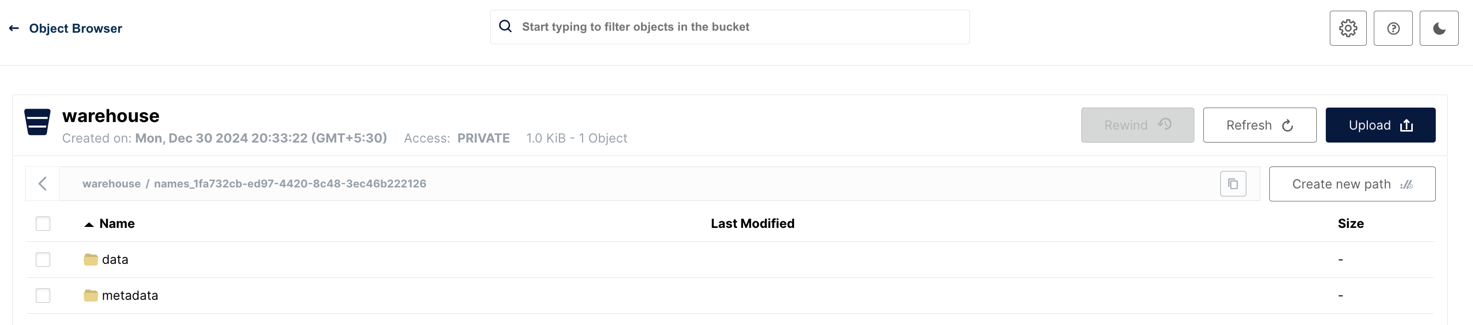 Object Browser
Start typing to filter objects in the bucket
warehouse
Created on: Mon, Dec 30 2024 20:33:22 (GMT+5:30) Access: PRIVATE 1.0 KiB - 1 Object
Rewind
Refresh
Upload
warehouse / names_1fa732cb-ed97-4420-8c48-3ec46b222126
Create new path
Name Last Modified Size
data -
metadata -